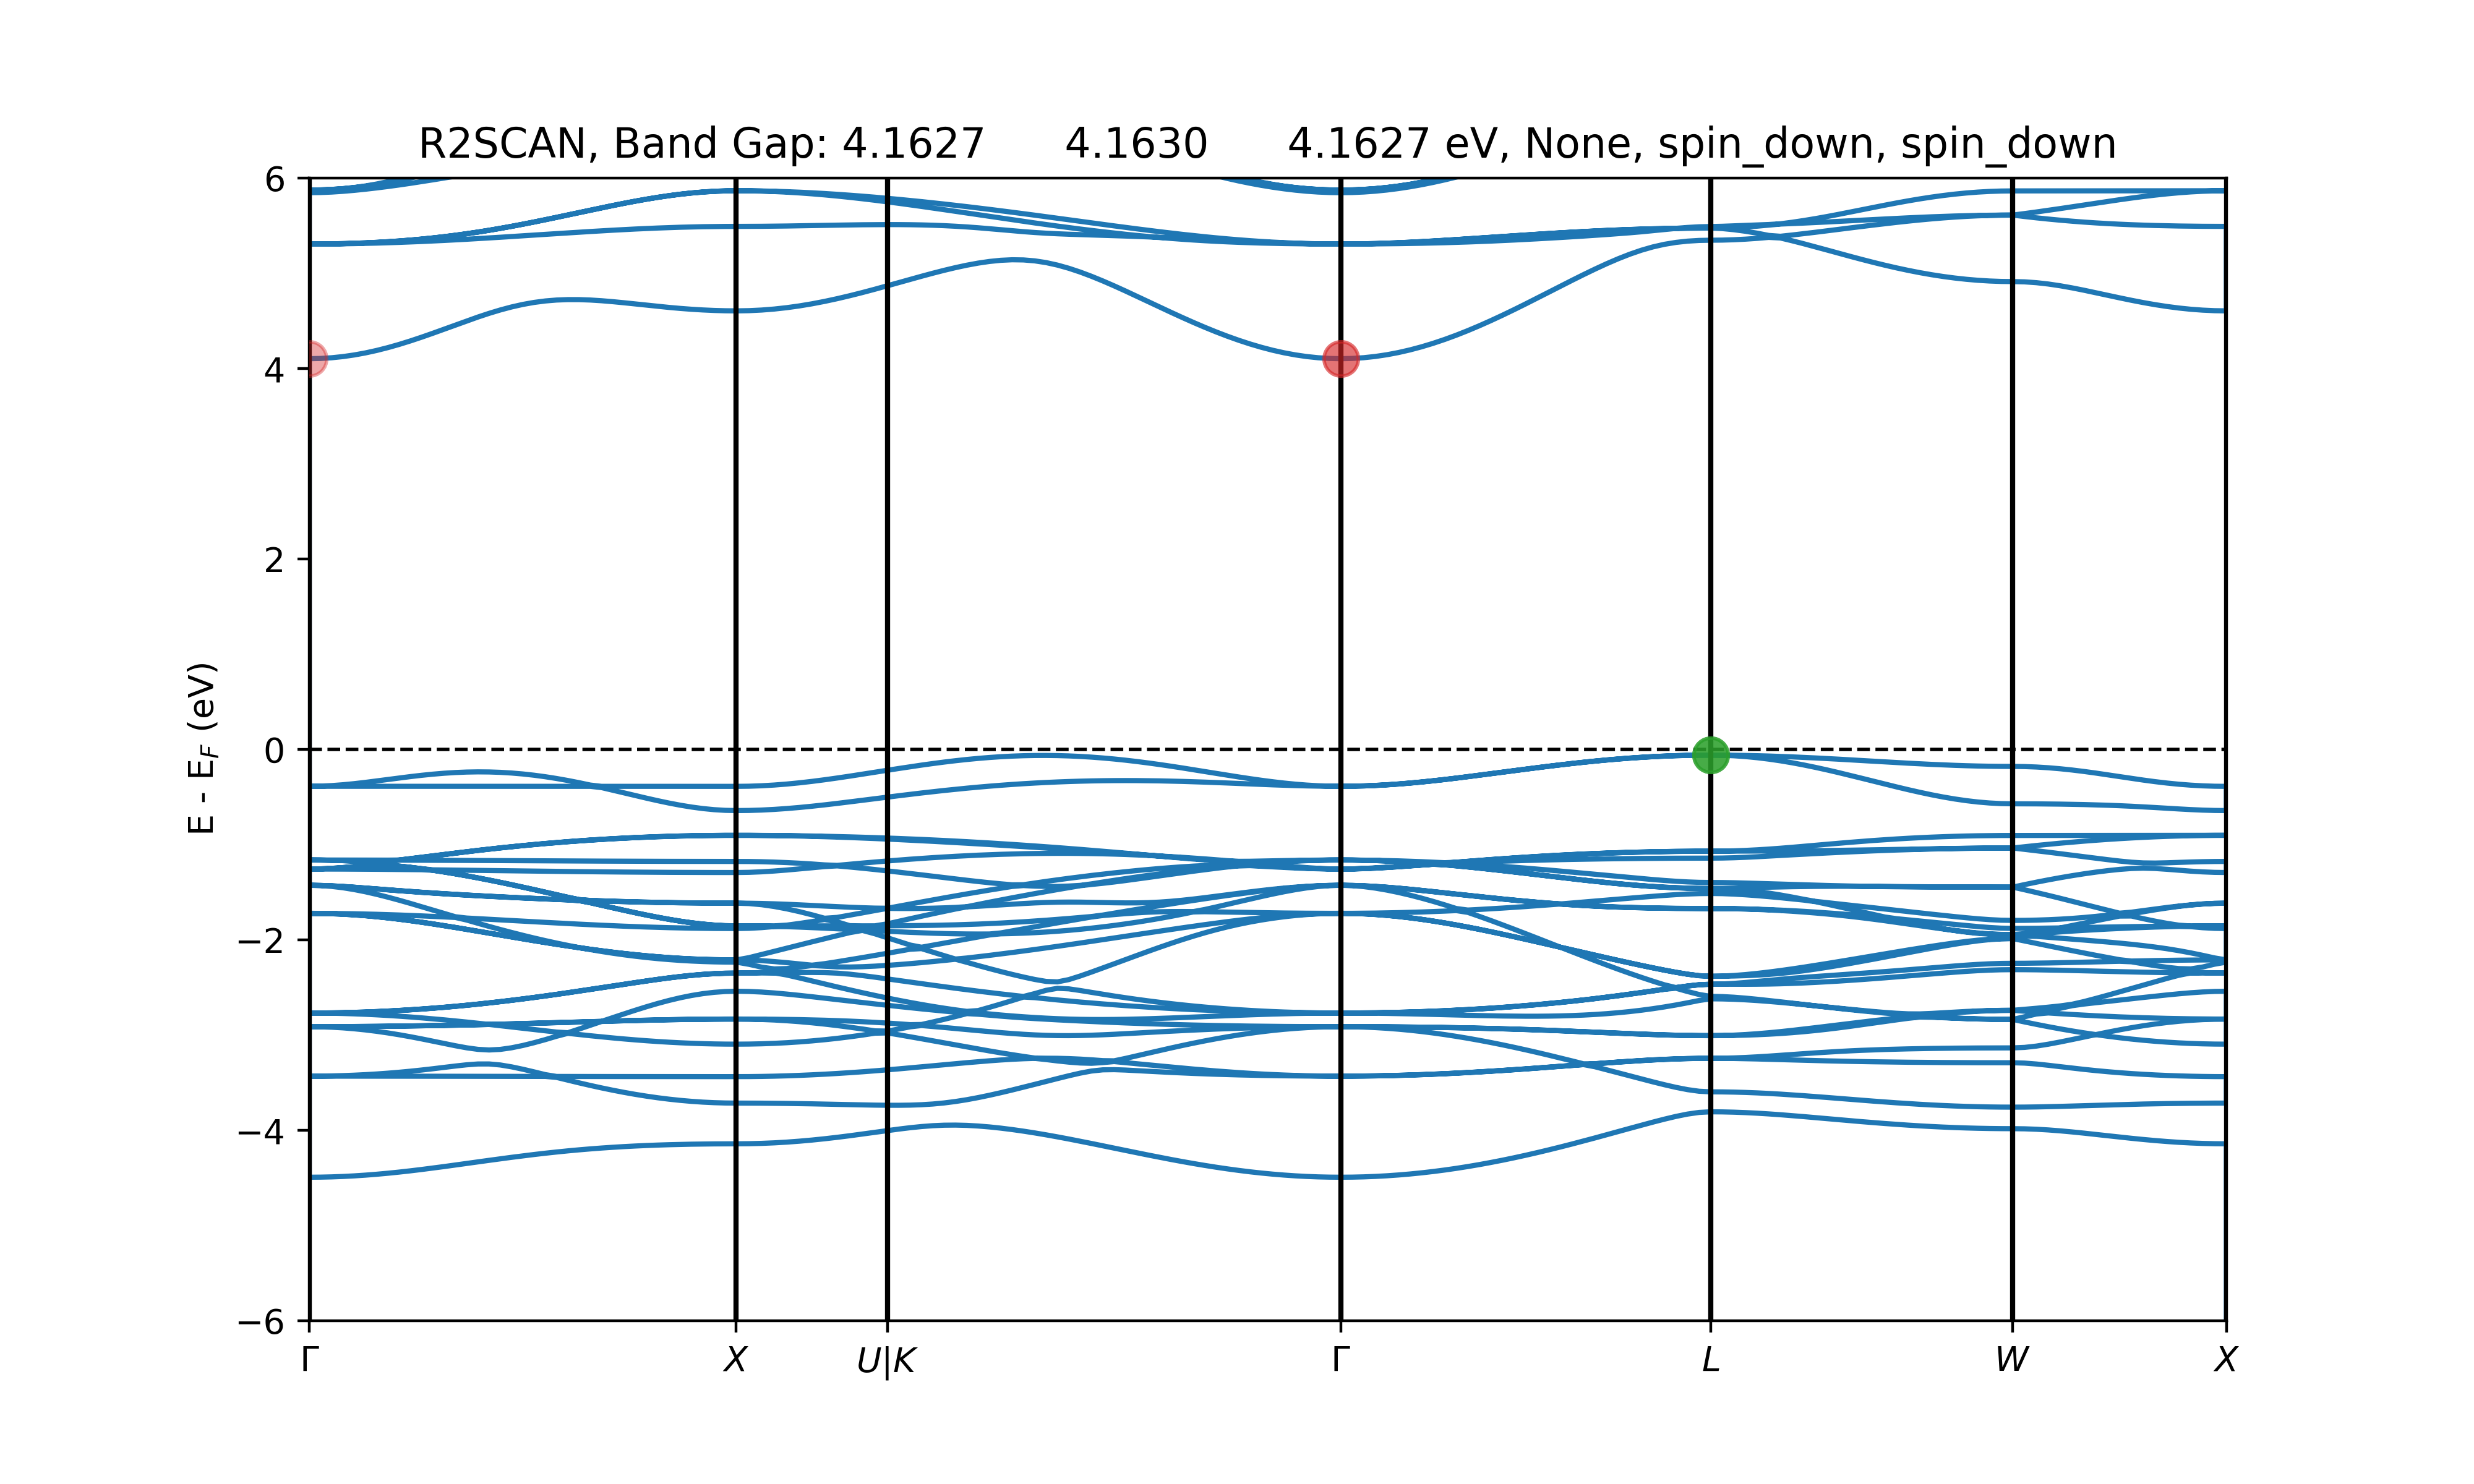 R2SCAN, Band Gap: 4.1627 4.1630 4.1627 eV, None, spin_down, spin_down
6
4
2
0
−2
−4
−6
E - E_F (eV)
Γ X U|K Γ L W X